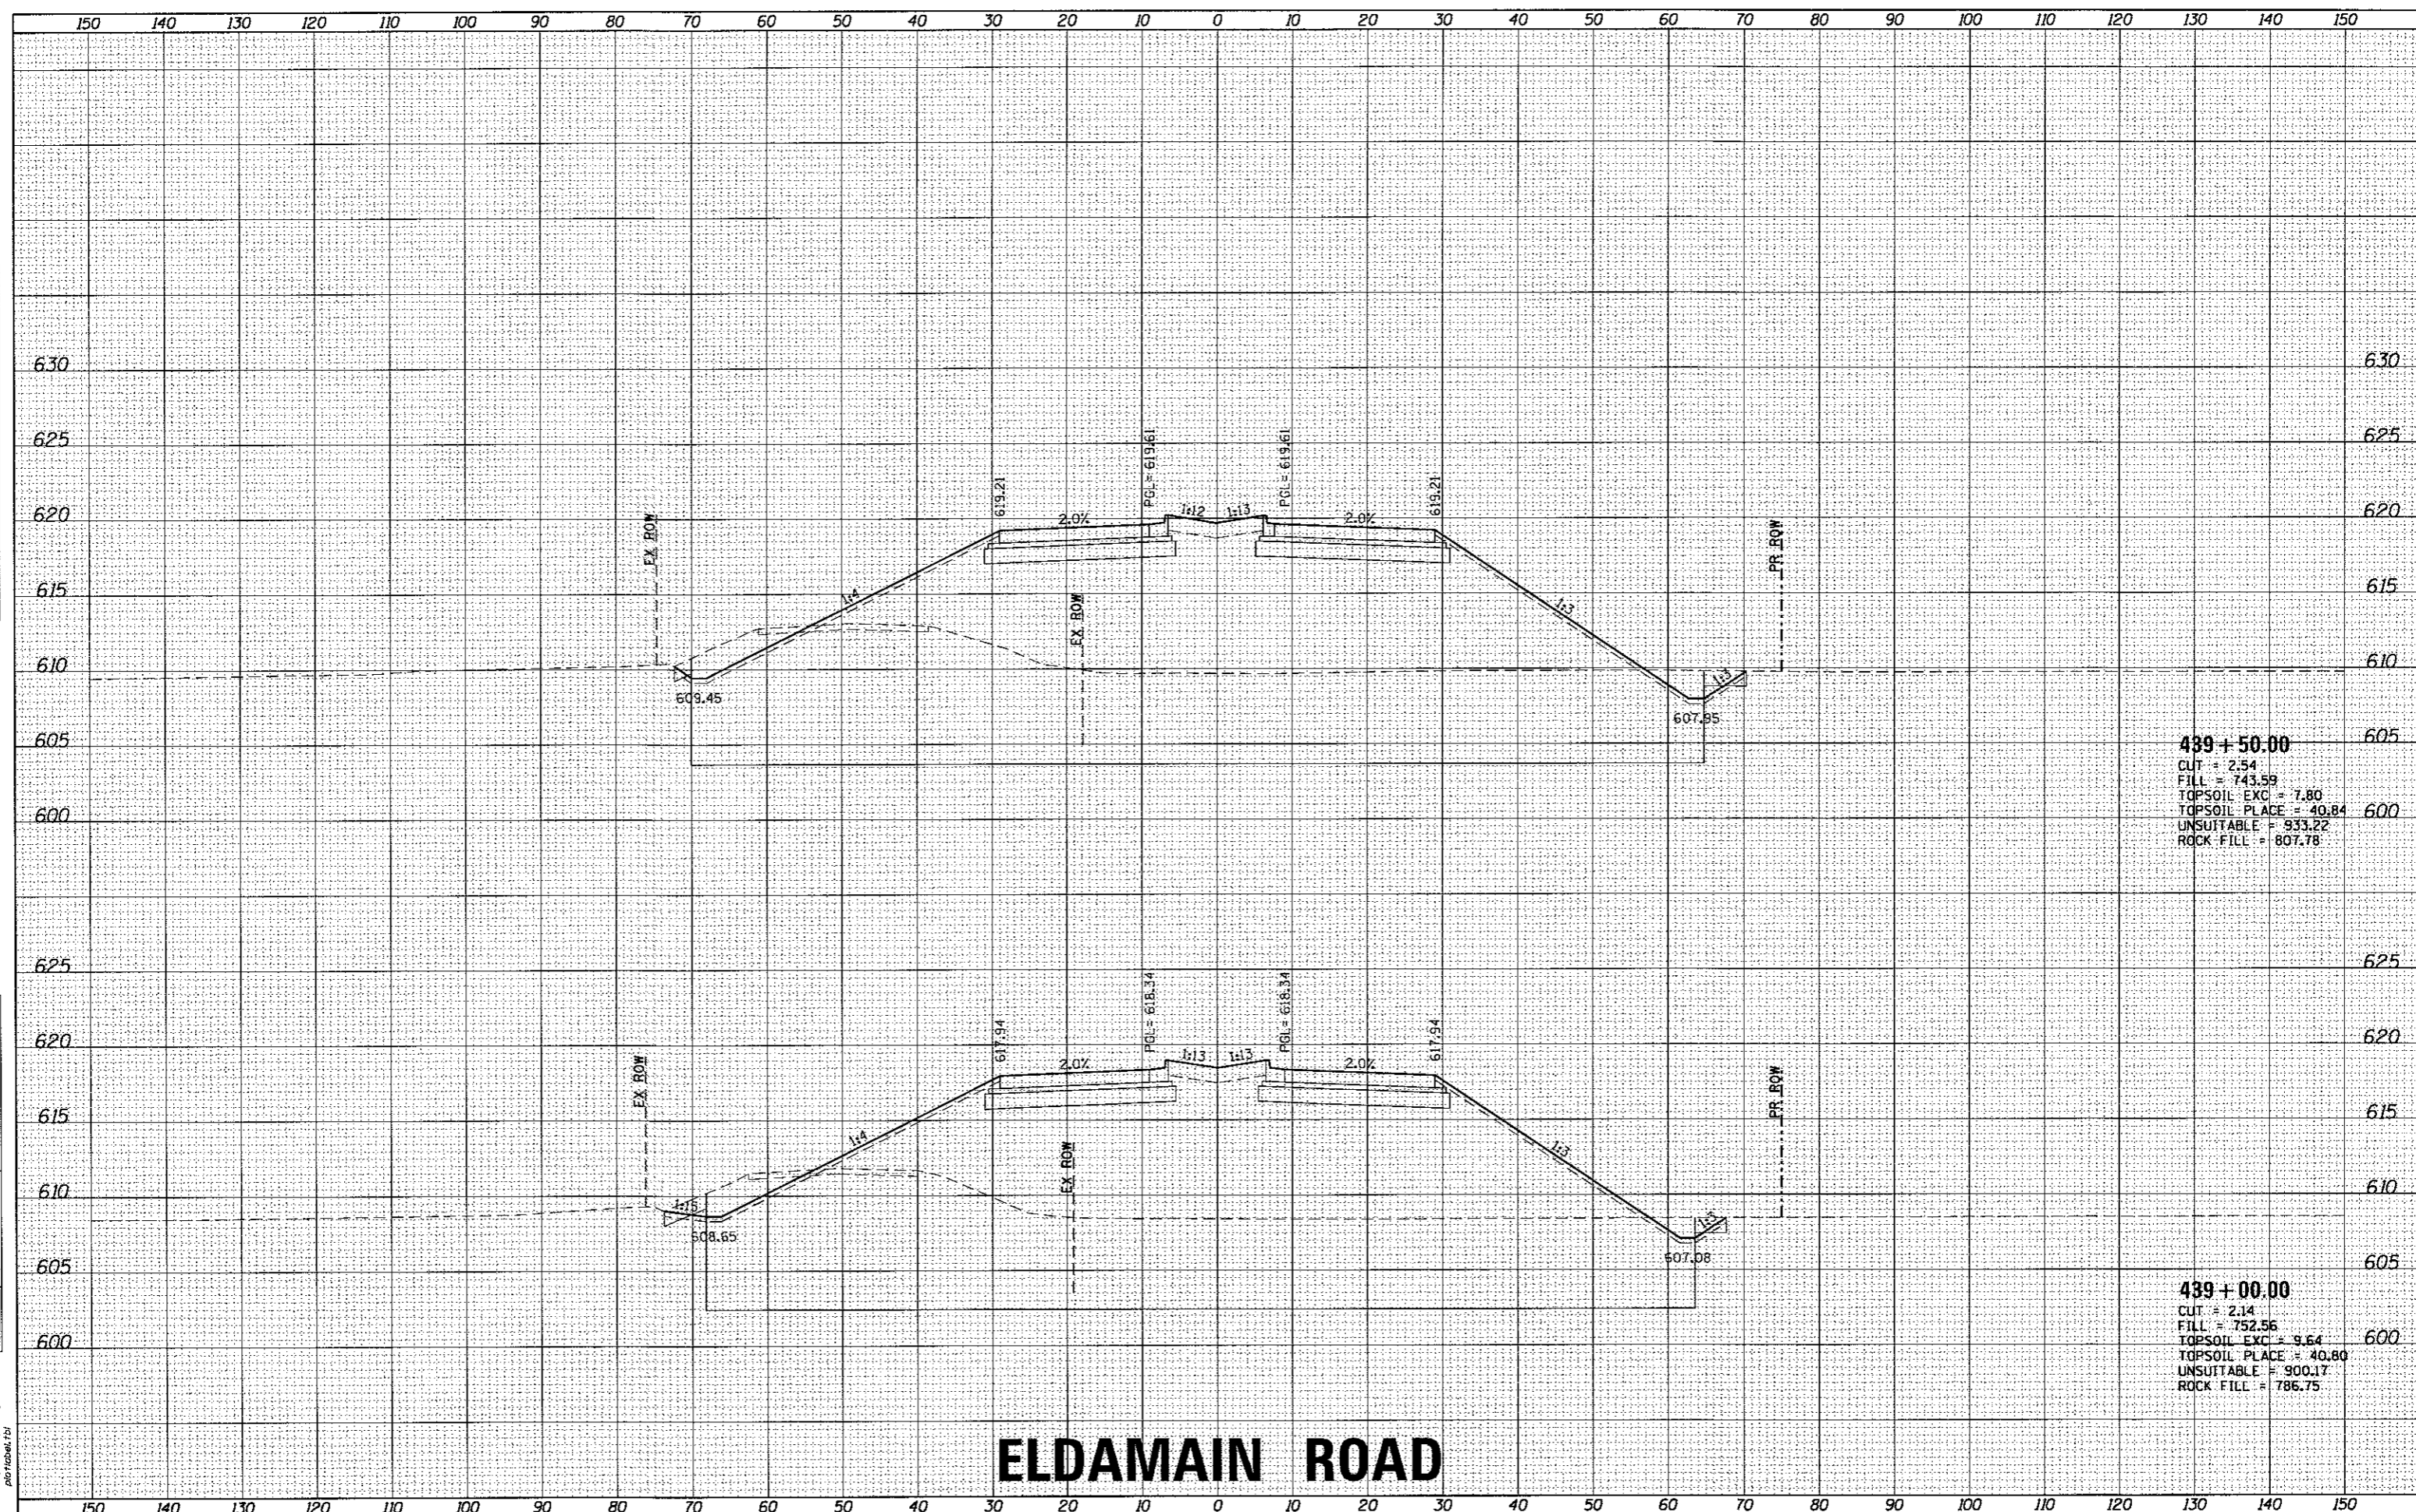 150 140 130 120 110 100 90 80 70 60 50 40 30 20 10 0 10 20 30 40 50 60 70 80 90 100 110 120 130 140 150
630 630
625 625
PGL= 619.61 PGL= 619.61
619.21 619.21
620 620
EX ROW 2.0% 1:12 1:13 2.0% PR ROW
615 1:4 EX ROW 1:3 615
610 1:3 610
609.45 607.95
605 605
439+50.00
CUT = 2.54
FILL = 743.59
TOPSOIL EXC = 7.80
600 TOPSOIL PLACE = 40.84 600
UNSUITABLE = 933.22
ROCK FILL = 807.78
625 625
PGL= 618.34 PGL= 618.34
617.94 617.94
620 620
EX ROW 2.0% 1:13 1:13 2.0% PR ROW
615 1:4 EX ROW 1:3 615
610 1:15 1:3 610
608.65 607.08
605 605
439+00.00
CUT = 2.14
FILL = 752.56
600 TOPSOIL EXC = 9.64 600
TOPSOIL PLACE = 40.80
UNSUITABLE = 900.17
ROCK FILL = 786.75
ELDAMAIN ROAD
plotlabel.tbl
150 140 130 120 110 100 90 80 70 60 50 40 30 20 10 0 10 20 30 40 50 60 70 80 90 100 110 120 130 140 150